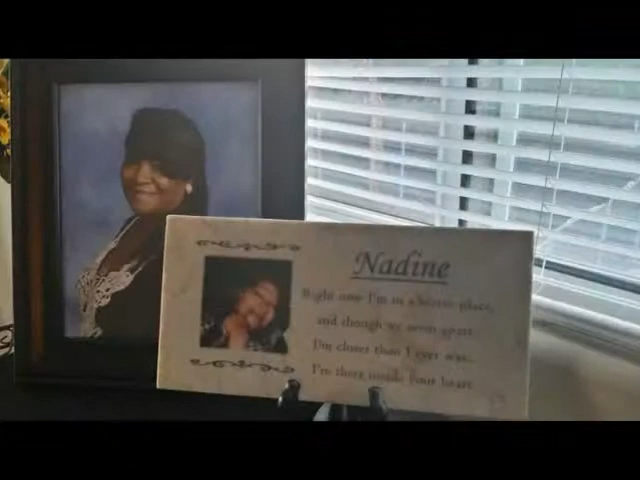 Nadine
Right now I'm in a better place,
and though we seem apart
I'm closer than I ever was...
I'm there inside your heart